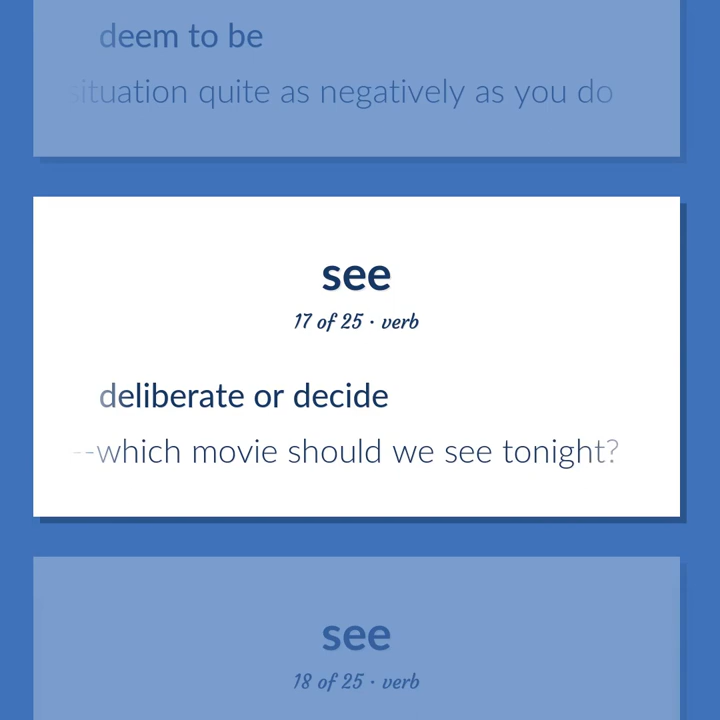 deem to be
situation quite as negatively as you do
see
17 of 25 · verb
deliberate or decide
--which movie should we see tonight?
see
18 of 25 · verb